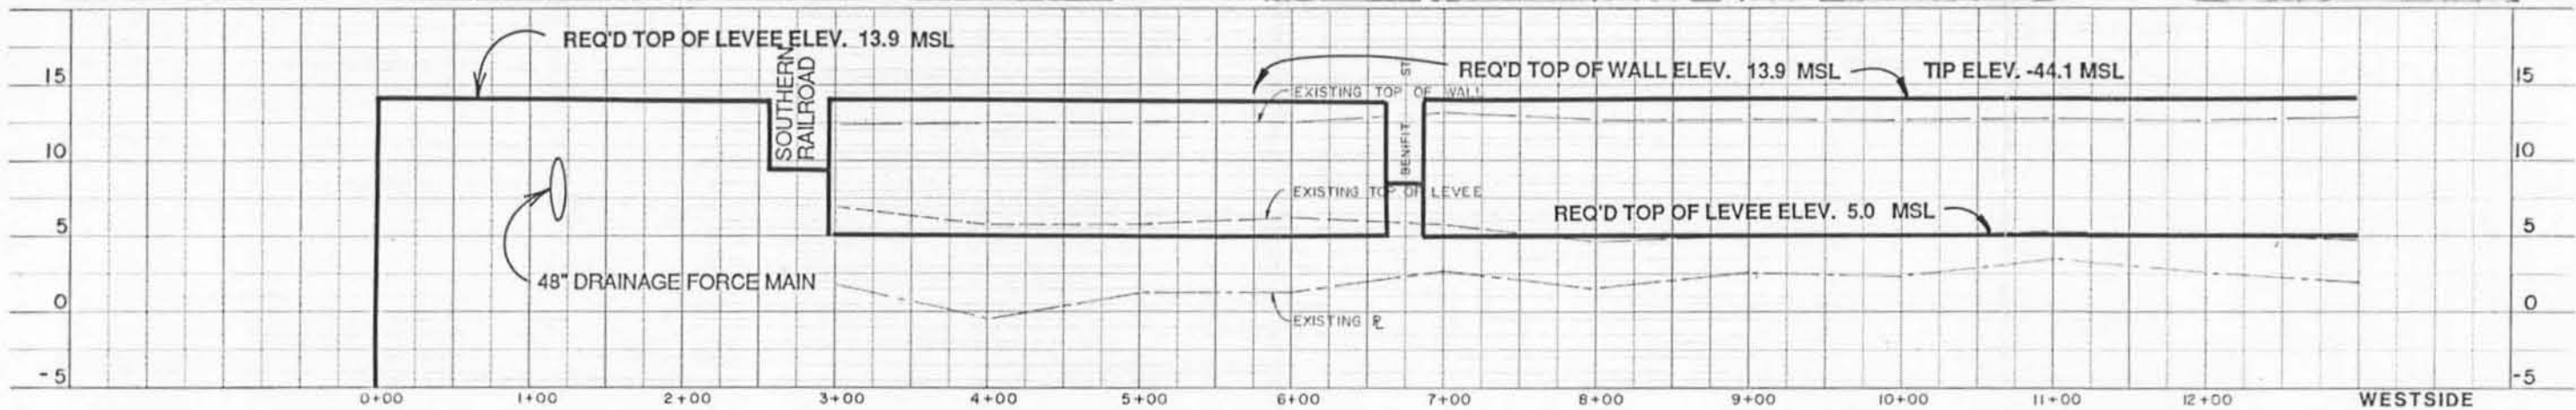 REQ'D TOP OF LEVEE ELEV. 13.9 MSL
SOUTHERN
RAILROAD
REQ'D TOP OF WALL ELEV. 13.9 MSL
TIP ELEV. -44.1 MSL
EXISTING TOP OF WALL
BENIFIT ST
EXISTING TOP OF LEVEE
REQ'D TOP OF LEVEE ELEV. 5.0 MSL
48" DRAINAGE FORCE MAIN
EXISTING ⅊
15
10
5
0
-5
15
10
5
0
-5
0+00 1+00 2+00 3+00 4+00 5+00 6+00 7+00 8+00 9+00 10+00 11+00 12+00 WESTSIDE